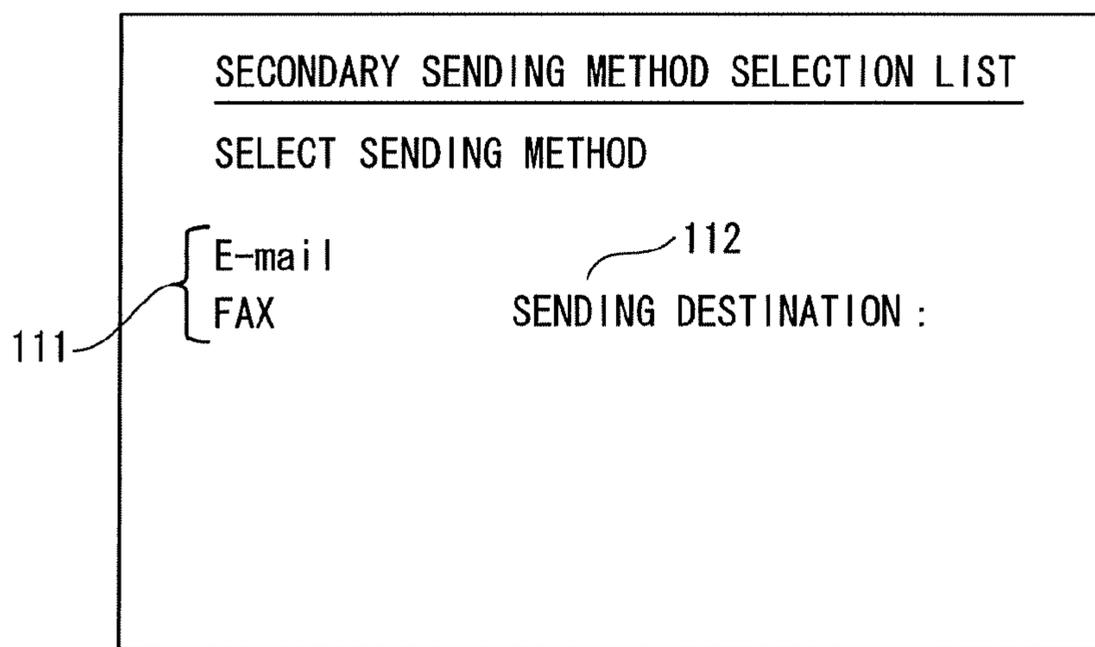 SECONDARY SENDING METHOD SELECTION LIST
SELECT SENDING METHOD
112
E-mail
FAX
SENDING DESTINATION :
111